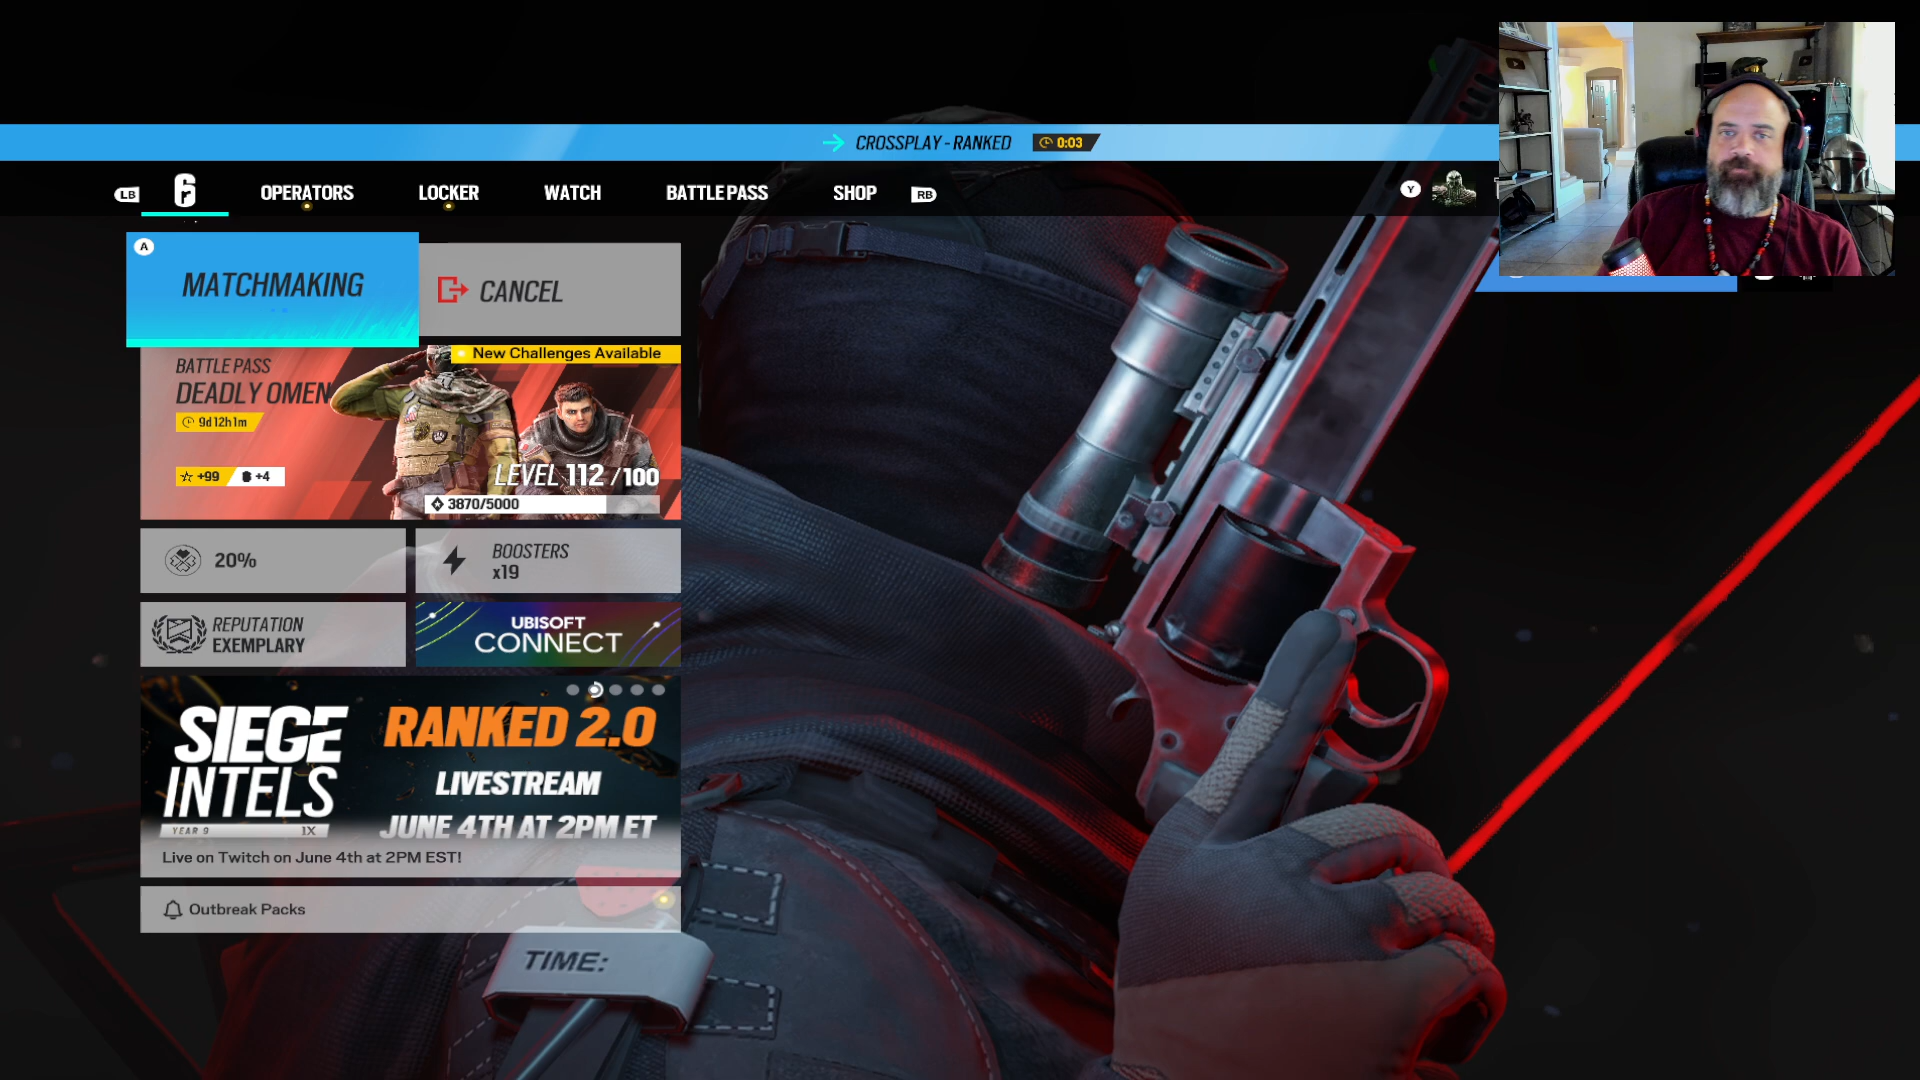 CROSSPLAY - RANKED 0:03
LB OPERATORS LOCKER WATCH BATTLE PASS SHOP RB Y
A
MATCHMAKING
CANCEL
New Challenges Available
BATTLE PASS
DEADLY OMEN
9d 12h 1m
+99 +4
LEVEL 112 / 100
3870/5000
20%
BOOSTERS
x19
REPUTATION
EXEMPLARY
UBISOFT
CONNECT
SIEGE
INTELS
YEAR 9 1X
RANKED 2.0
LIVESTREAM
JUNE 4TH AT 2PM ET
Live on Twitch on June 4th at 2PM EST!
Outbreak Packs
TIME: